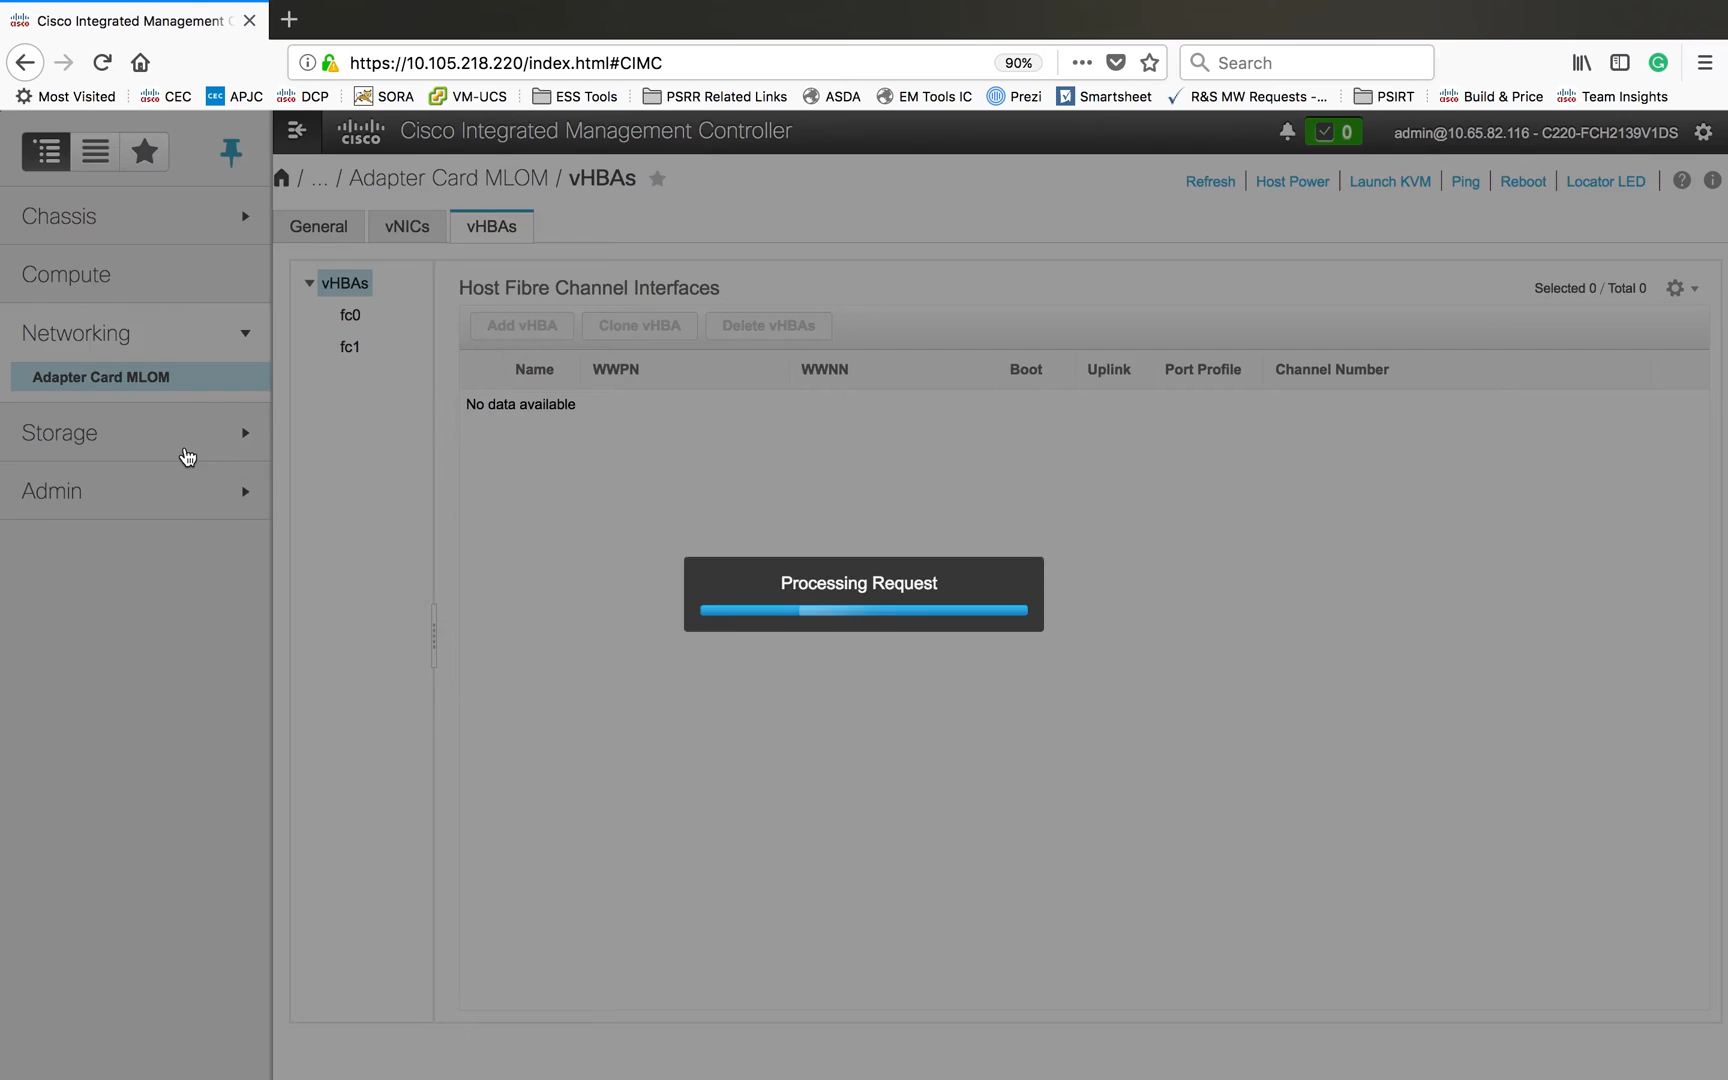 Cisco Integrated Management C
https://10.105.218.220/index.html#CIMC
90%
Search
Most Visited
CEC
CEC APJC
DCP
SORA
VM-UCS
ESS Tools
PSRR Related Links
ASDA
EM Tools IC
Prezi
Smartsheet
R&S MW Requests -...
PSIRT
Build & Price
Team Insights
cisco
Cisco Integrated Management Controller
0
admin@10.65.82.116 - C220-FCH2139V1DS
/ ... / Adapter Card MLOM / vHBAs
Refresh
Host Power
Launch KVM
Ping
Reboot
Locator LED
Chassis
Compute
Networking
Adapter Card MLOM
Storage
Admin
General
vNICs
vHBAs
vHBAs
fc0
fc1
Host Fibre Channel Interfaces
Selected 0 / Total 0
Add vHBA
Clone vHBA
Delete vHBAs
Name
WWPN
WWNN
Boot
Uplink
Port Profile
Channel Number
No data available
Processing Request